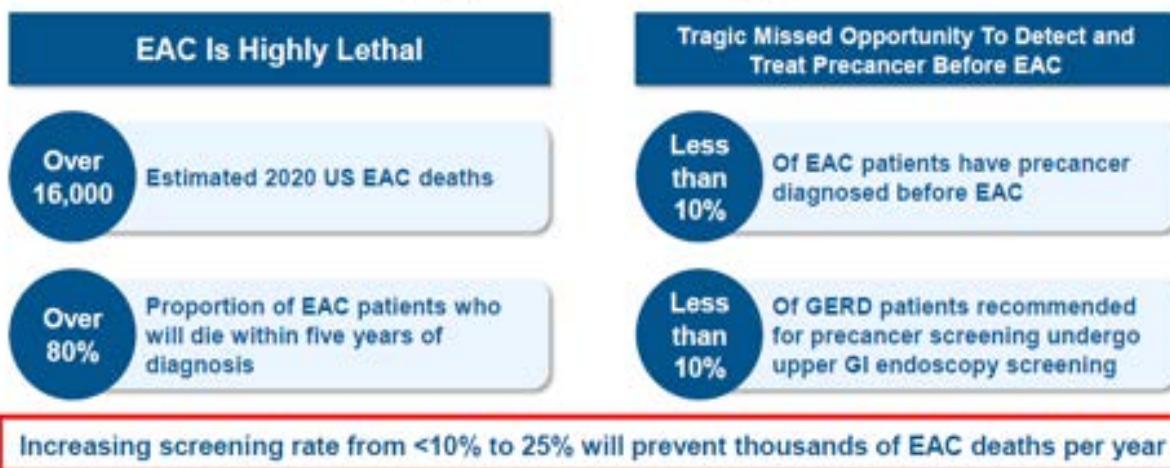 EAC Is Highly Lethal
Over
16,000
Estimated 2020 US EAC deaths
Over
80%
Proportion of EAC patients who
will die within five years of
diagnosis
Tragic Missed Opportunity To Detect and
Treat Precancer Before EAC
Less
than
10%
Of EAC patients have precancer
diagnosed before EAC
Less
than
10%
Of GERD patients recommended
for precancer screening undergo
upper GI endoscopy screening
Increasing screening rate from <10% to 25% will prevent thousands of EAC deaths per year